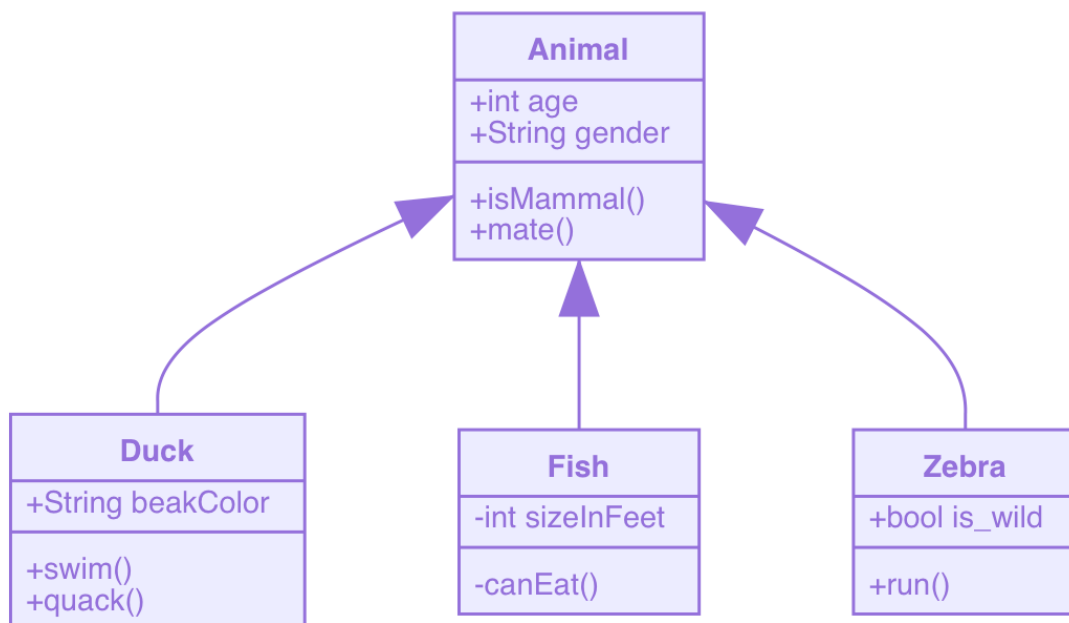 Animal
+int age
+String gender
+isMammal()
+mate()
Duck
+String beakColor
+swim()
+quack()
Fish
-int sizeInFeet
-canEat()
Zebra
+bool is_wild
+run()